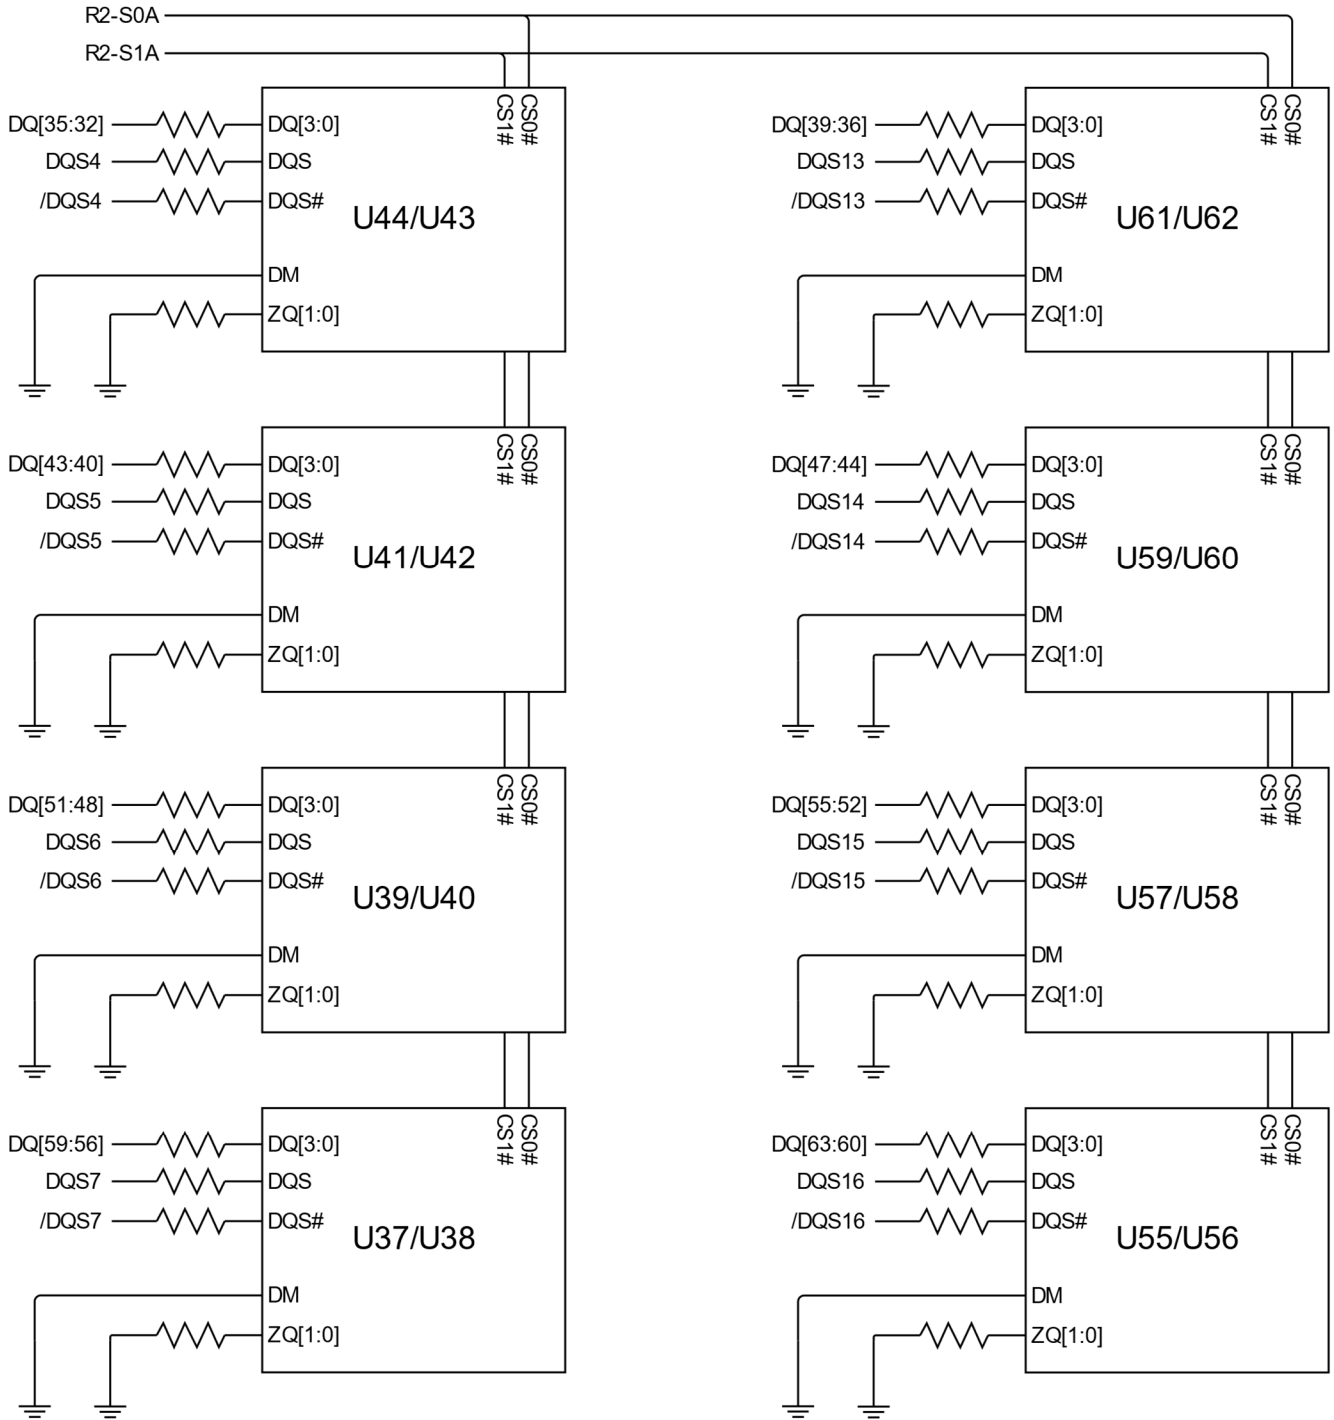 R2-S0A
R2-S1A
CS1#
CS0#
DQ[35:32]
DQ[3:0]
DQS4
DQS
/DQS4
DQS#
U44/U43
DM
ZQ[1:0]
CS1#
CS0#
DQ[39:36]
DQ[3:0]
DQS13
DQS
/DQS13
DQS#
U61/U62
DM
ZQ[1:0]
CS1#
CS0#
DQ[43:40]
DQ[3:0]
DQS5
DQS
/DQS5
DQS#
U41/U42
DM
ZQ[1:0]
CS1#
CS0#
DQ[47:44]
DQ[3:0]
DQS14
DQS
/DQS14
DQS#
U59/U60
DM
ZQ[1:0]
CS1#
CS0#
DQ[51:48]
DQ[3:0]
DQS6
DQS
/DQS6
DQS#
U39/U40
DM
ZQ[1:0]
CS1#
CS0#
DQ[55:52]
DQ[3:0]
DQS15
DQS
/DQS15
DQS#
U57/U58
DM
ZQ[1:0]
CS1#
CS0#
DQ[59:56]
DQ[3:0]
DQS7
DQS
/DQS7
DQS#
U37/U38
DM
ZQ[1:0]
CS1#
CS0#
DQ[63:60]
DQ[3:0]
DQS16
DQS
/DQS16
DQS#
U55/U56
DM
ZQ[1:0]